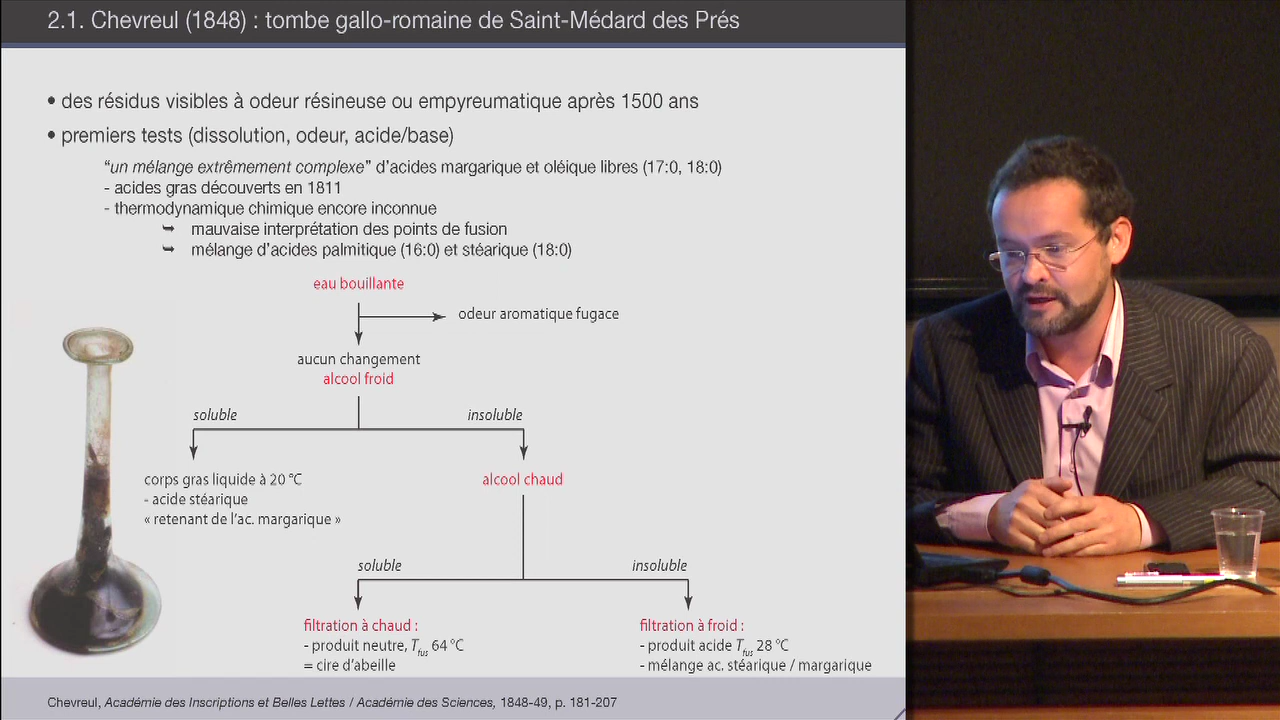 2.1. Chevreul (1848) : tombe gallo-romaine de Saint-Médard des Prés
• des résidus visibles à odeur résineuse ou empyreumatique après 1500 ans
• premiers tests (dissolution, odeur, acide/base)
“un mélange extrêmement complexe” d’acides margarique et oléique libres (17:0, 18:0)
- acides gras découverts en 1811
- thermodynamique chimique encore inconnue
➥ mauvaise interprétation des points de fusion
➥ mélange d’acides palmitique (16:0) et stéarique (18:0)
eau bouillante
odeur aromatique fugace
aucun changement
alcool froid
soluble
insoluble
corps gras liquide à 20 °C
- acide stéarique
« retenant de l’ac. margarique »
alcool chaud
soluble
insoluble
filtration à chaud :
- produit neutre, Tfus 64 °C
= cire d’abeille
filtration à froid :
- produit acide Tfus 28 °C
- mélange ac. stéarique / margarique
Chevreul, Académie des Inscriptions et Belles Lettes / Académie des Sciences, 1848-49, p. 181-207